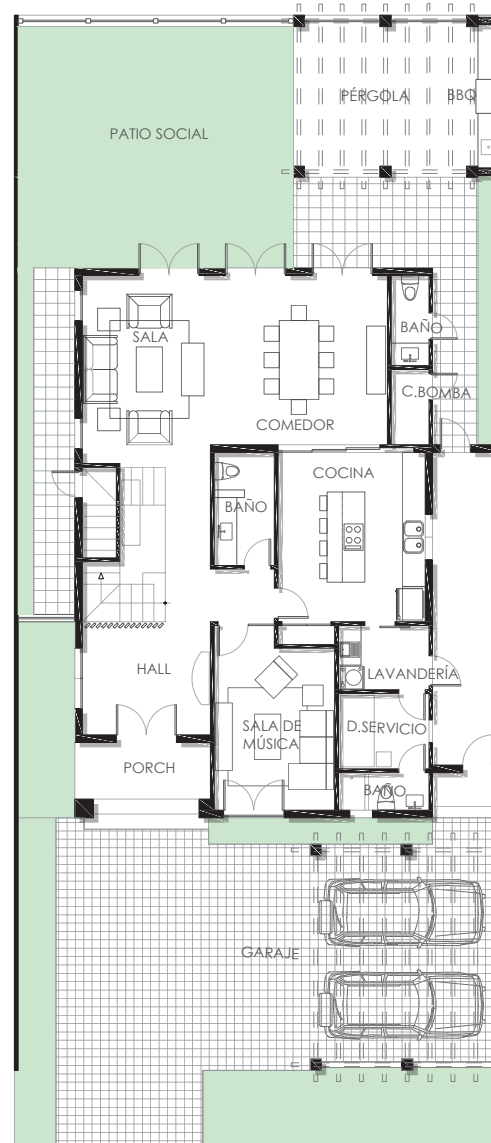 PÉRGOLA
BBQ
PATIO SOCIAL
BAÑO
SALA
C.BOMBA
COMEDOR
COCINA
BAÑO
HALL
LAVANDERÍA
SALA DE
MÚSICA
D.SERVICIO
PORCH
BAÑO
GARAJE